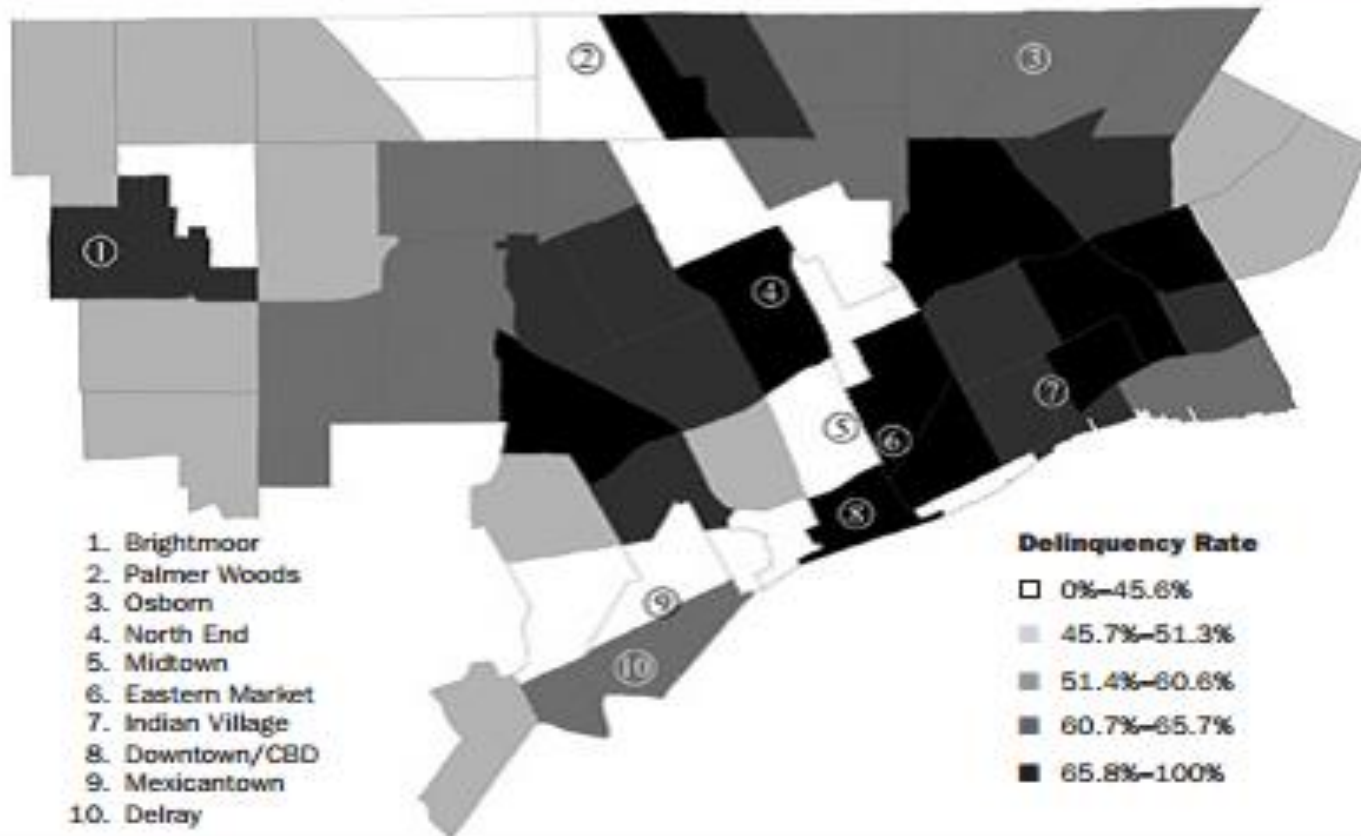 ②
③
①
④
⑤
⑦
⑥
⑧
⑨
⑩
1. Brightmoor
2. Palmer Woods
3. Osborn
4. North End
5. Midtown
6. Eastern Market
7. Indian Village
8. Downtown/CBD
9. Mexicantown
10. Delray
Delinquency Rate
0%–45.6%
45.7%–51.3%
51.4%–60.6%
60.7%–65.7%
65.8%–100%